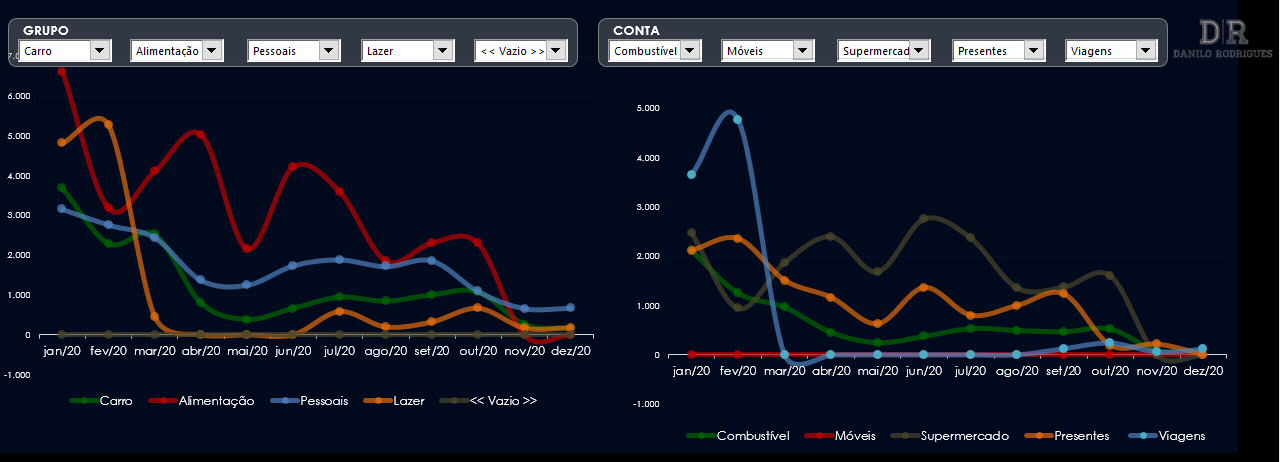 GRUPO
Carro Alimentação Pessoais Lazer << Vazio >>
CONTA
Combustível Móveis Supermercad Presentes Viagens
D|R
DANILO RODRIGUES
6.000
5.000
4.000
3.000
2.000
1.000
0
-1.000
jan/20 fev/20 mar/20 abr/20 mai/20 jun/20 jul/20 ago/20 set/20 out/20 nov/20 dez/20
Carro Alimentação Pessoais Lazer << Vazio >>
5.000
4.000
3.000
2.000
1.000
0
-1.000
jan/20 fev/20 mar/20 abr/20 mai/20 jun/20 jul/20 ago/20 set/20 out/20 nov/20 dez/20
Combustível Móveis Supermercado Presentes Viagens